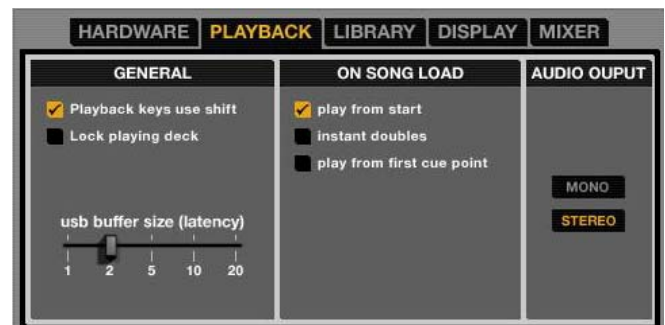 HARDWARE PLAYBACK LIBRARY DISPLAY MIXER
GENERAL
Playback keys use shift
Lock playing deck
usb buffer size (latency)
1 2 5 10 20
ON SONG LOAD
play from start
instant doubles
play from first cue point
AUDIO OUPUT
MONO
STEREO